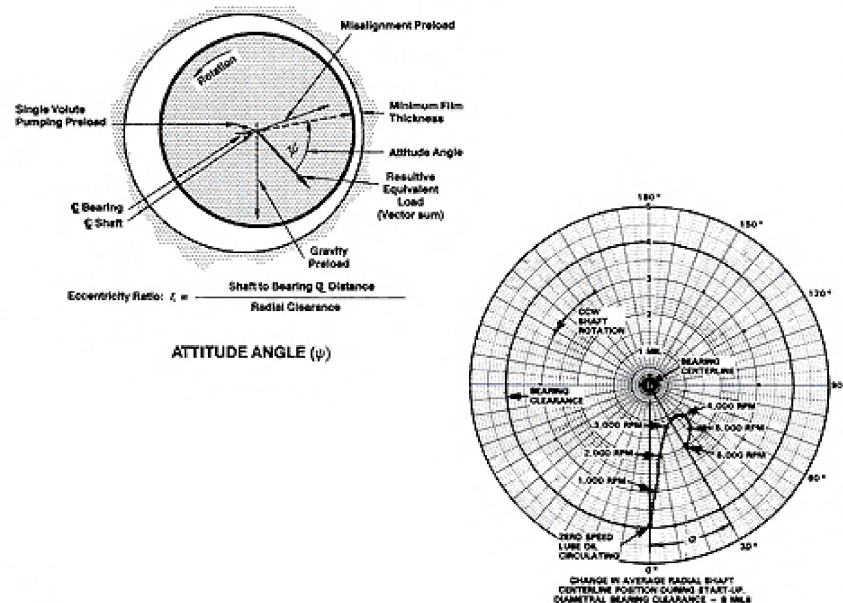 Misalignment Preload
Rotation
Single Volute
Pumping Preload
Minimum Film
Thickness
ψ
Attitude Angle
Resultive
Equivalent
Load
(Vector sum)
℄ Bearing
℄ Shaft
Gravity
Preload
Eccentricity Ratio:
Shaft to Bearing ℄ Distance
Radial Clearance
ATTITUDE ANGLE (ψ)
180°
150°
120°
90
60°
30°
0°
5
4
3
2
1 MIL
CCW
SHAFT
ROTATION
BEARING
CENTERLINE
BEARING
CLEARANCE
4,000 RPM
3,000 RPM
5,000 RPM
2,000 RPM
1,000 RPM
ZERO SPEED
LUBE OIL
CIRCULATING
CHANGE IN AVERAGE RADIAL SHAFT
CENTERLINE POSITION DURING START-UP.
DIAMETRAL BEARING CLEARANCE - 8 MILS